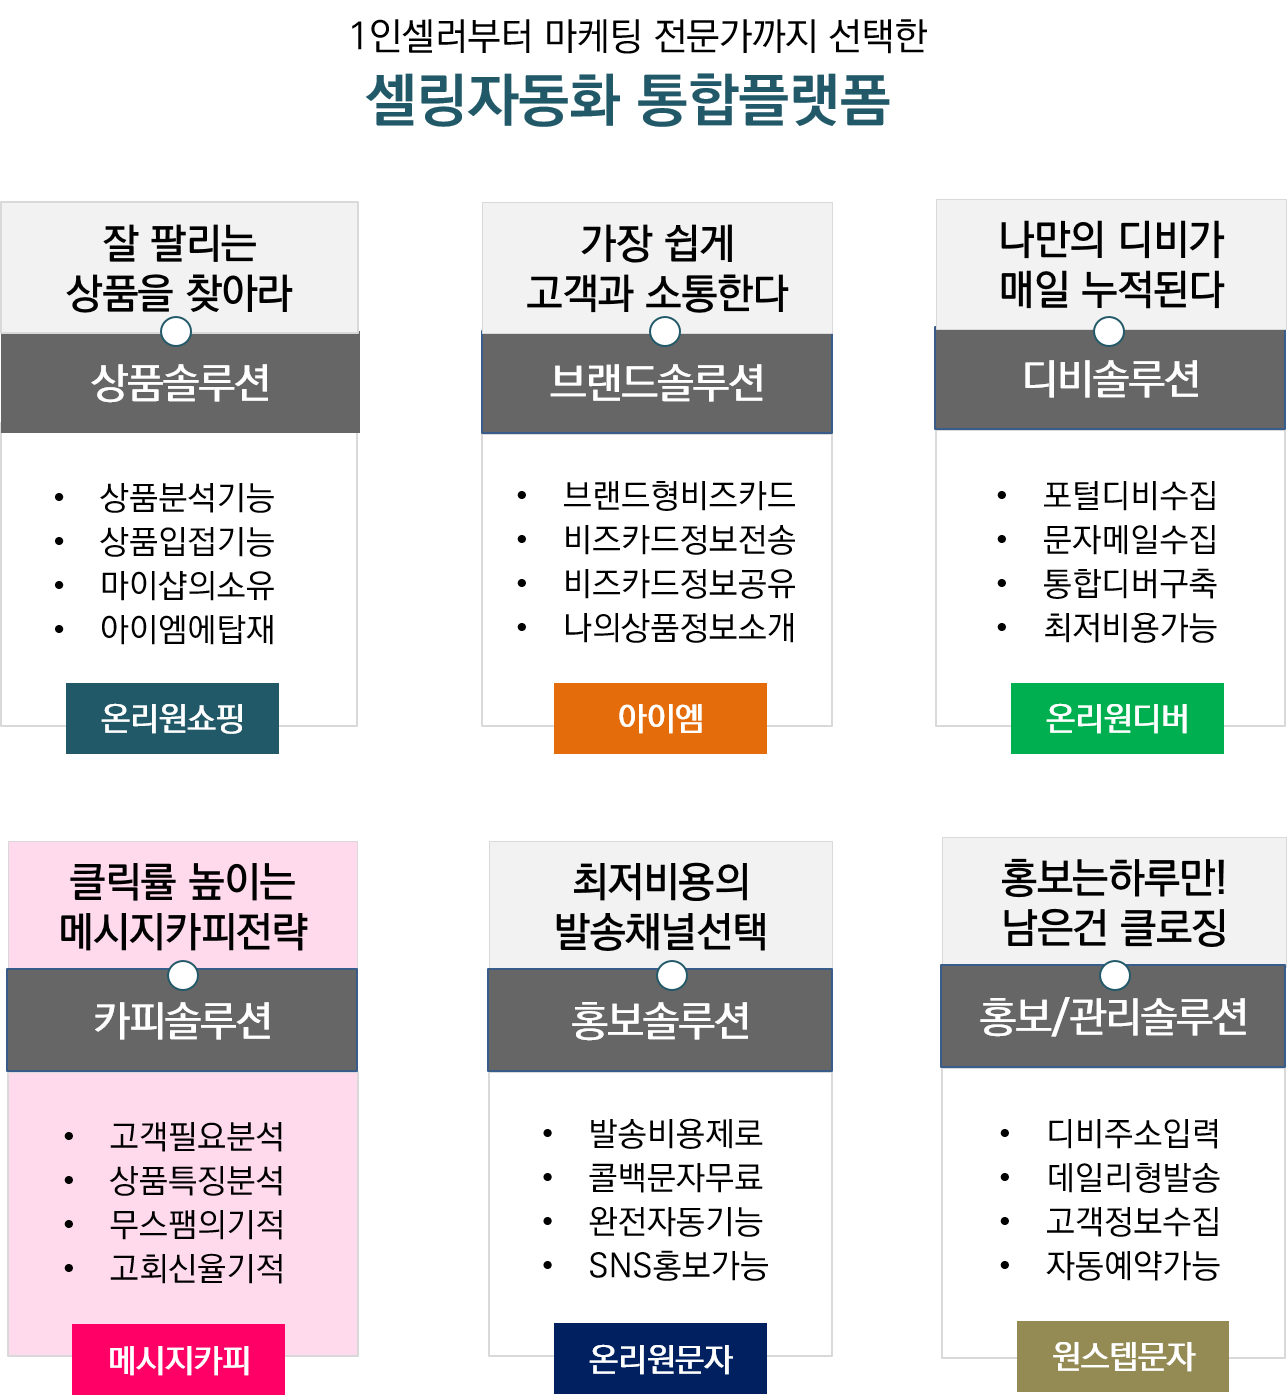 1인셀러부터 마케팅 전문가까지 선택한
셀링자동화 통합플랫폼
잘 팔리는
상품을 찾아라
상품솔루션
• 상품분석기능
• 상품입접기능
• 마이샵의소유
• 아이엠에탑재
온리원쇼핑
가장 쉽게
고객과 소통한다
브랜드솔루션
• 브랜드형비즈카드
• 비즈카드정보전송
• 비즈카드정보공유
• 나의상품정보소개
아이엠
나만의 디비가
매일 누적된다
디비솔루션
• 포털디비수집
• 문자메일수집
• 통합디버구축
• 최저비용가능
온리원디버
클릭률 높이는
메시지카피전략
카피솔루션
• 고객필요분석
• 상품특징분석
• 무스팸의기적
• 고회신율기적
메시지카피
최저비용의
발송채널선택
홍보솔루션
• 발송비용제로
• 콜백문자무료
• 완전자동기능
• SNS홍보가능
온리원문자
홍보는하루만!
남은건 클로징
홍보/관리솔루션
• 디비주소입력
• 데일리형발송
• 고객정보수집
• 자동예약가능
원스텝문자